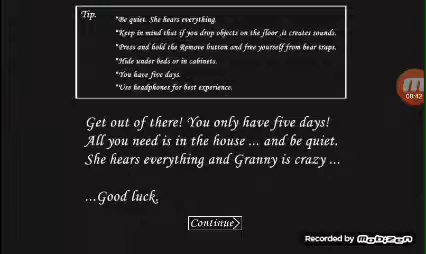 Tip.
*Be quiet. She hears everything.
*Keep in mind that if you drop objects on the floor ,it creates sounds.
*Press and hold the Remove button and free yourself from bear traps.
*Hide under beds or in cabinets.
*You have five days.
*Use headphones for best experience.
00:42
Get out of there! You only have five days!
All you need is in the house ... and be quiet.
She hears everything and Granny is crazy ...
...Good luck.
Continue
Recorded by mobizen